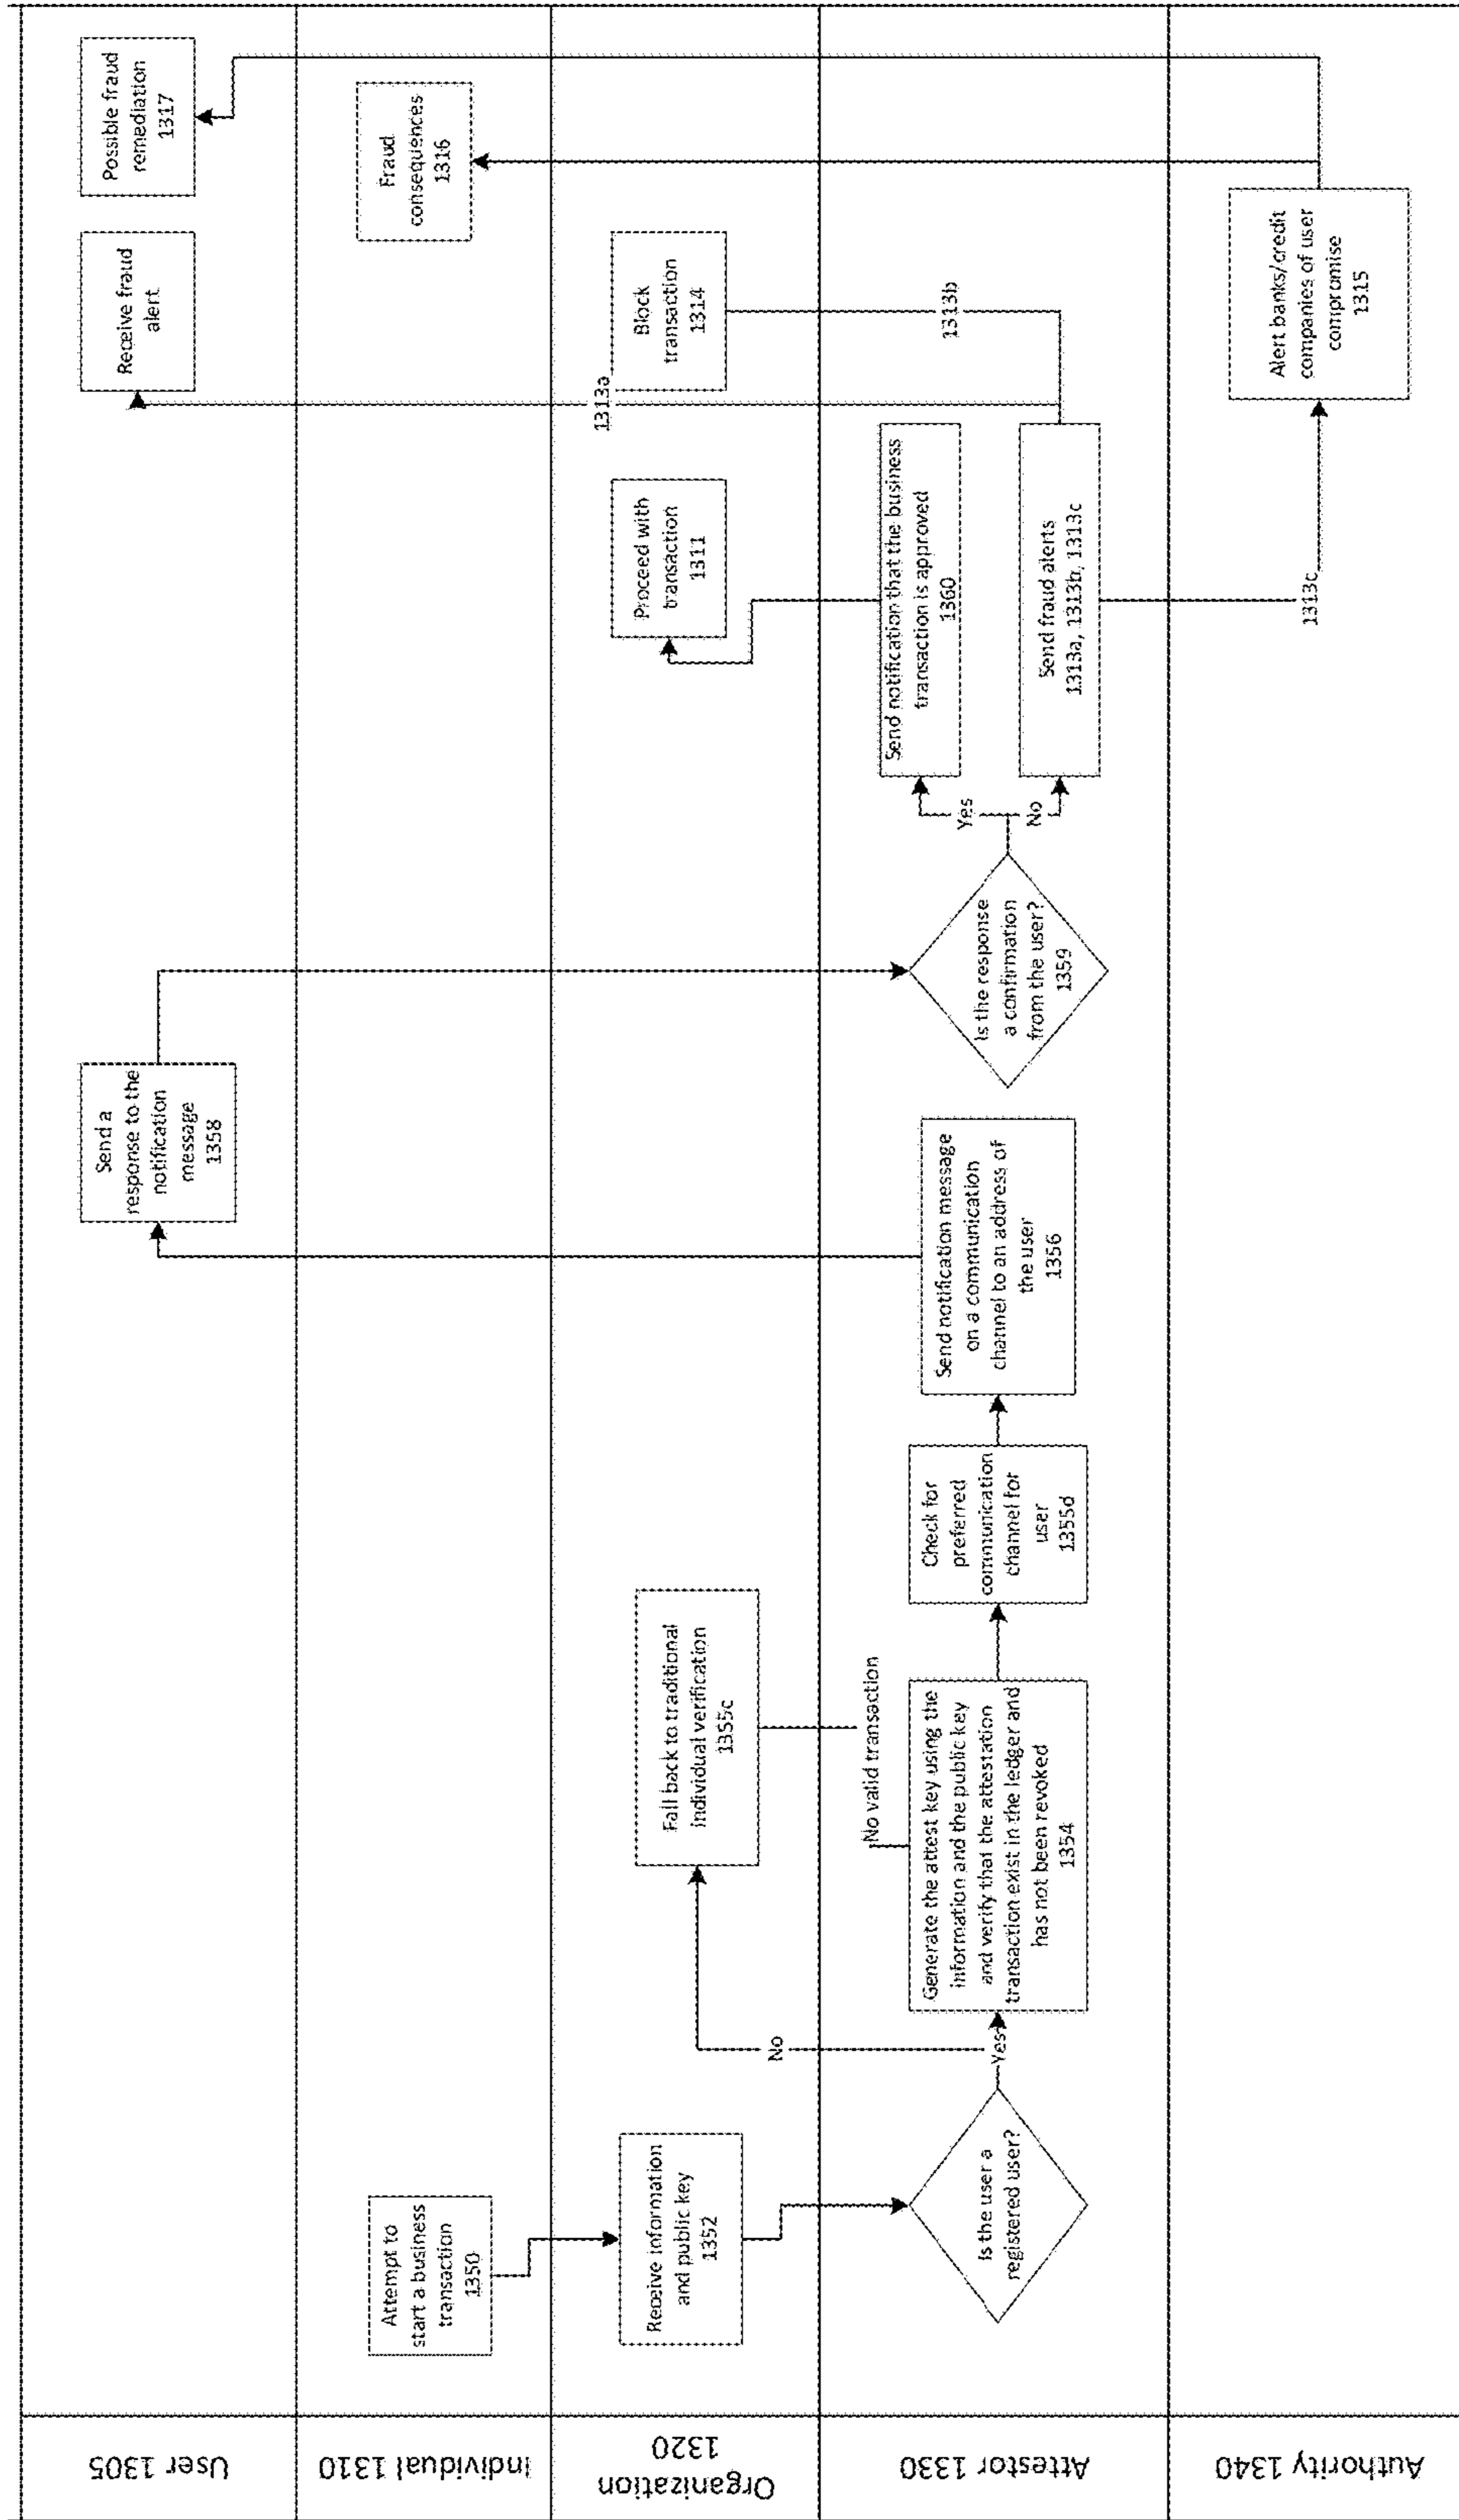 User 1305
Individual 1310
Organization
1320
Attestor 1330
Authority 1340
Attempt to
start a business
transaction
1350
Receive information
and public key
1352
Is the user a
registered user?
No
Yes
Fall back to traditional
individual verification
1355c
No valid transaction
Generate the attest key using the
information and the public key
and verify that the attestation
transaction exist in the ledger and
has not been revoked
1354
Check for
preferred
communication
channel for
user
1355d
Send notification message
on a communication
channel to an address of
the user
1356
Send a
response to the
notification
message
1358
Is the response
a confirmation
from the user?
1359
Yes
No
Send notification that the business
transaction is approved
1360
Send fraud alerts
1313a, 1313b, 1313c
Proceed with
transaction
1311
1313a
1313b
1313c
Receive fraud
alert
Block
transaction
1314
Alert banks/credit
companies of user
compromise
1315
Fraud
consequences
1316
Possible fraud
remediation
1317